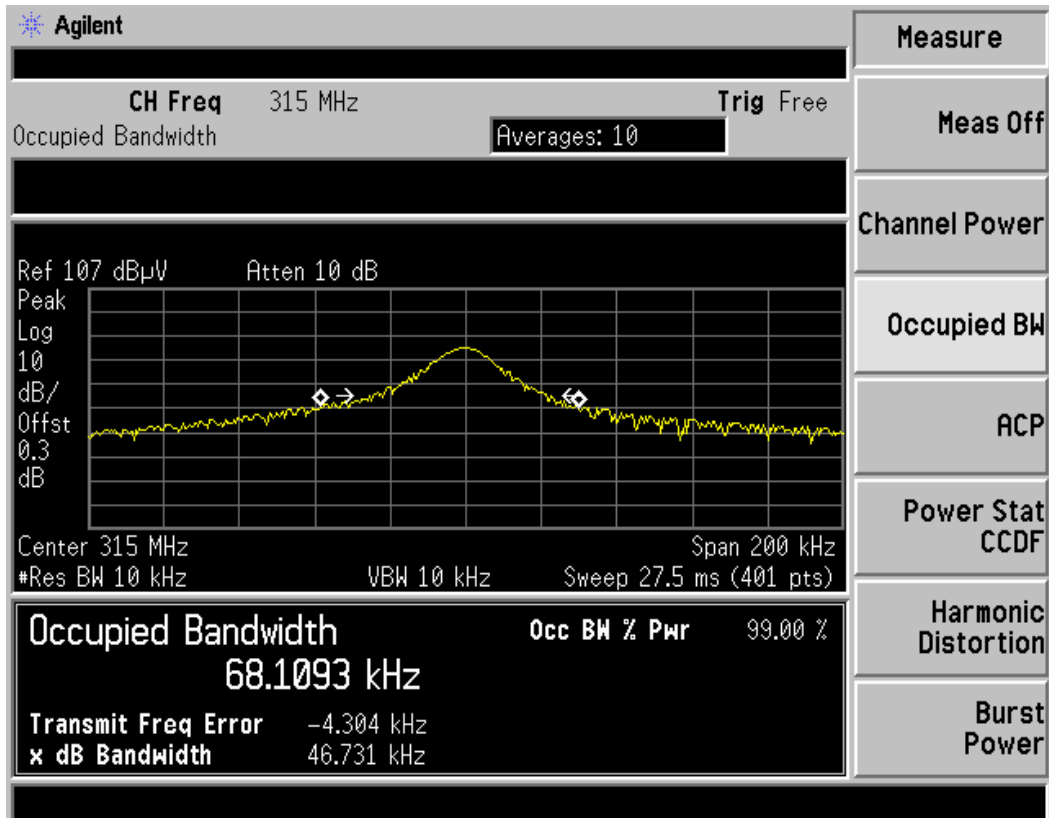 Agilent
Measure
CH Freq 315 MHz Trig Free
Occupied Bandwidth Averages: 10
Meas Off
Channel Power
Ref 107 dBµV Atten 10 dB
Peak
Log
10
dB/
Offst
0.3
dB
Occupied BW
ACP
Center 315 MHz Span 200 kHz
#Res BW 10 kHz VBW 10 kHz Sweep 27.5 ms (401 pts)
Power Stat
CCDF
Occupied Bandwidth Occ BW % Pwr 99.00 %
68.1093 kHz
Transmit Freq Error -4.304 kHz
x dB Bandwidth 46.731 kHz
Harmonic
Distortion
Burst
Power